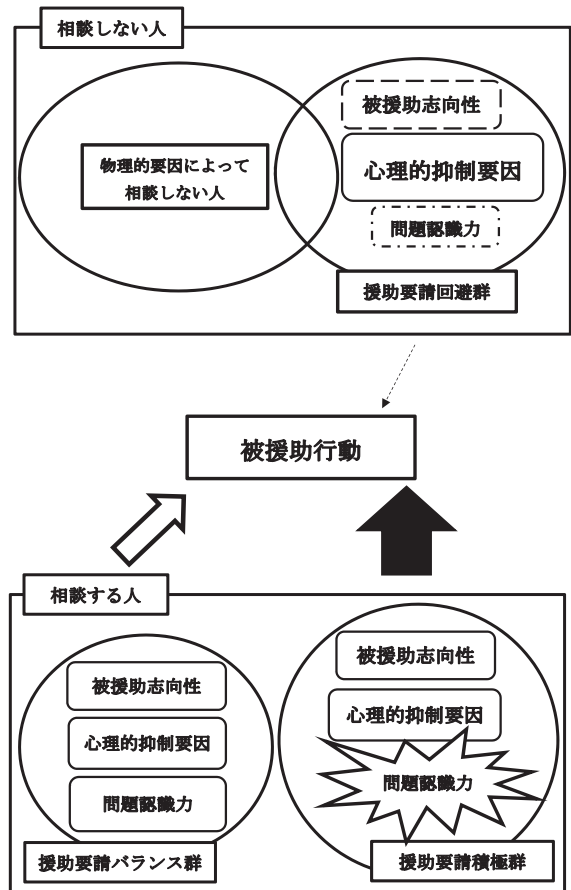 相談しない人
物理的要因によって
相談しない人
被援助志向性
心理的抑制要因
問題認識力
援助要請回避群
被援助行動
相談する人
被援助志向性
心理的抑制要因
問題認識力
援助要請バランス群
被援助志向性
心理的抑制要因
問題認識力
援助要請積極群